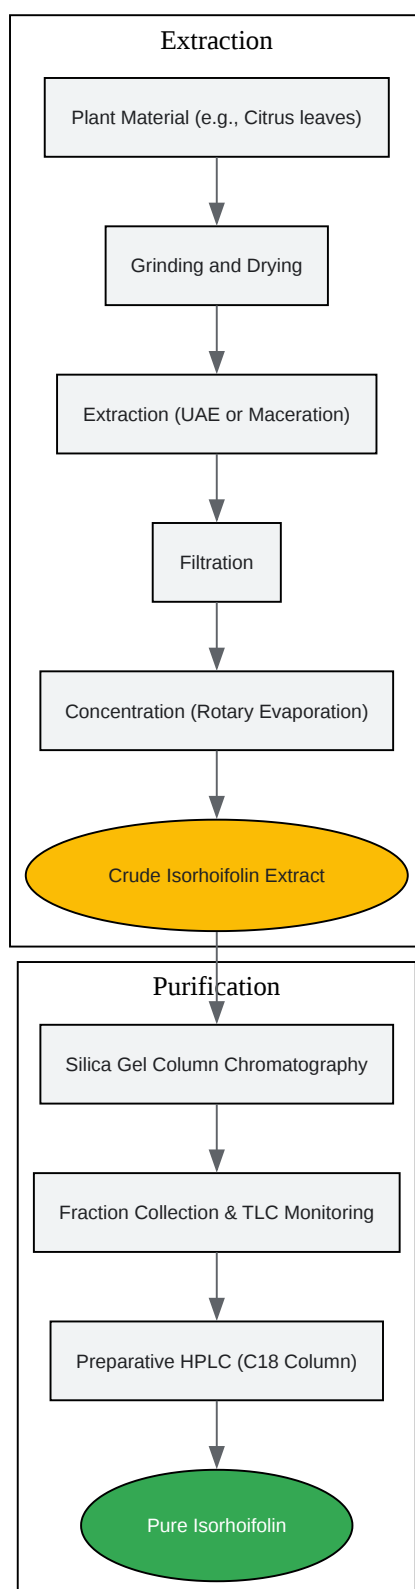 Extraction
Plant Material (e.g., Citrus leaves)
Grinding and Drying
Extraction (UAE or Maceration)
Filtration
Concentration (Rotary Evaporation)
Crude Isorhoifolin Extract
Purification
Silica Gel Column Chromatography
Fraction Collection & TLC Monitoring
Preparative HPLC (C18 Column)
Pure Isorhoifolin